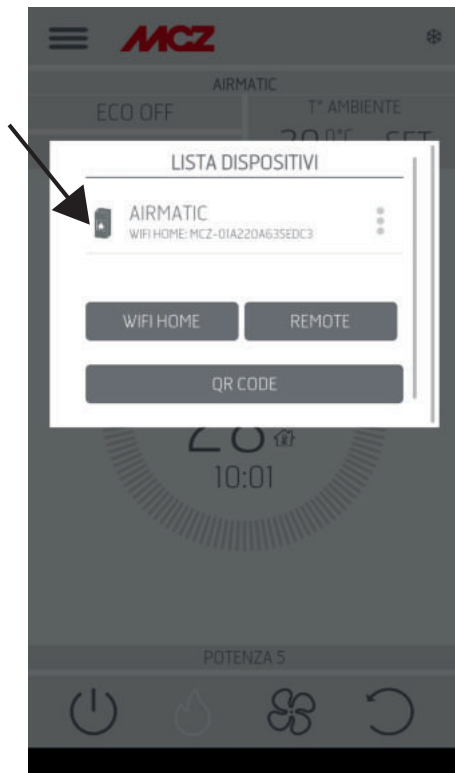 MCZ
AIRMATIC
ECO OFF
T° AMBIENTE
SET
LISTA DISPOSITIVI
AIRMATIC
WIFI HOME: MCZ-01A220A635EDC3
WIFI HOME
REMOTE
QR CODE
10:01
POTENZA 5